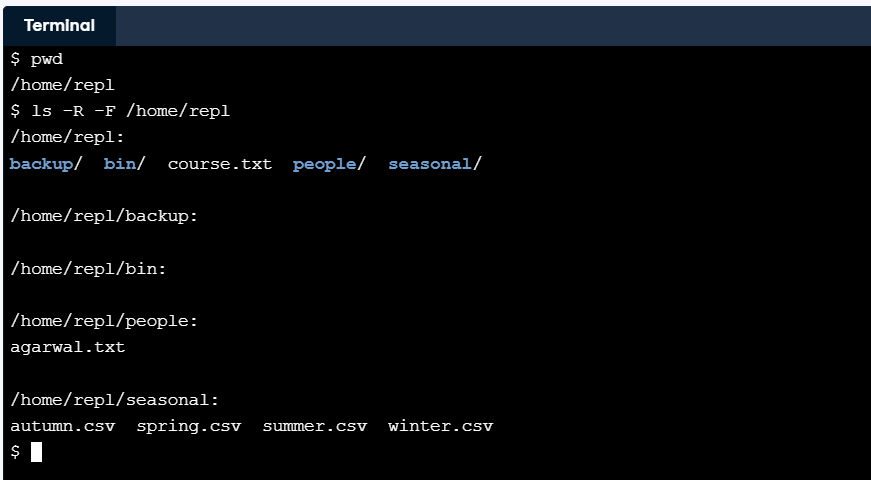 Terminal
$ pwd
/home/repl
$ ls -R -F /home/repl
/home/repl:
backup/  bin/  course.txt  people/  seasonal/
/home/repl/backup:
/home/repl/bin:
/home/repl/people:
agarwal.txt
/home/repl/seasonal:
autumn.csv  spring.csv  summer.csv  winter.csv
$